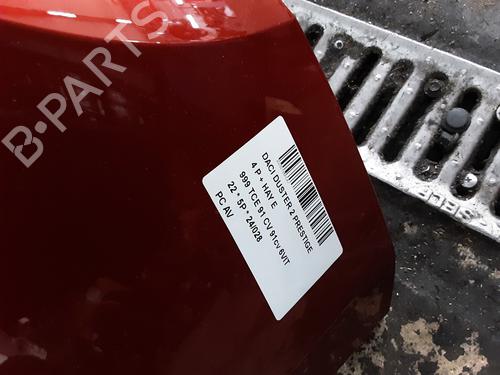 B-PARTS
DACI DUSTER 2 PRESTIGE
4 P + HAY E
999 TCE 91 CV 91cv 6VIT
22 * 5P * 24/028
PC AV